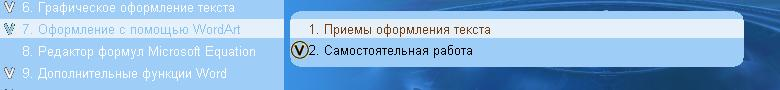 6. Графическое оформление текста
7. Оформление с помощью WordArt
8. Редактор формул Microsoft Equation
9. Дополнительные функции Word
1. Приемы оформления текста
2. Самостоятельная работа